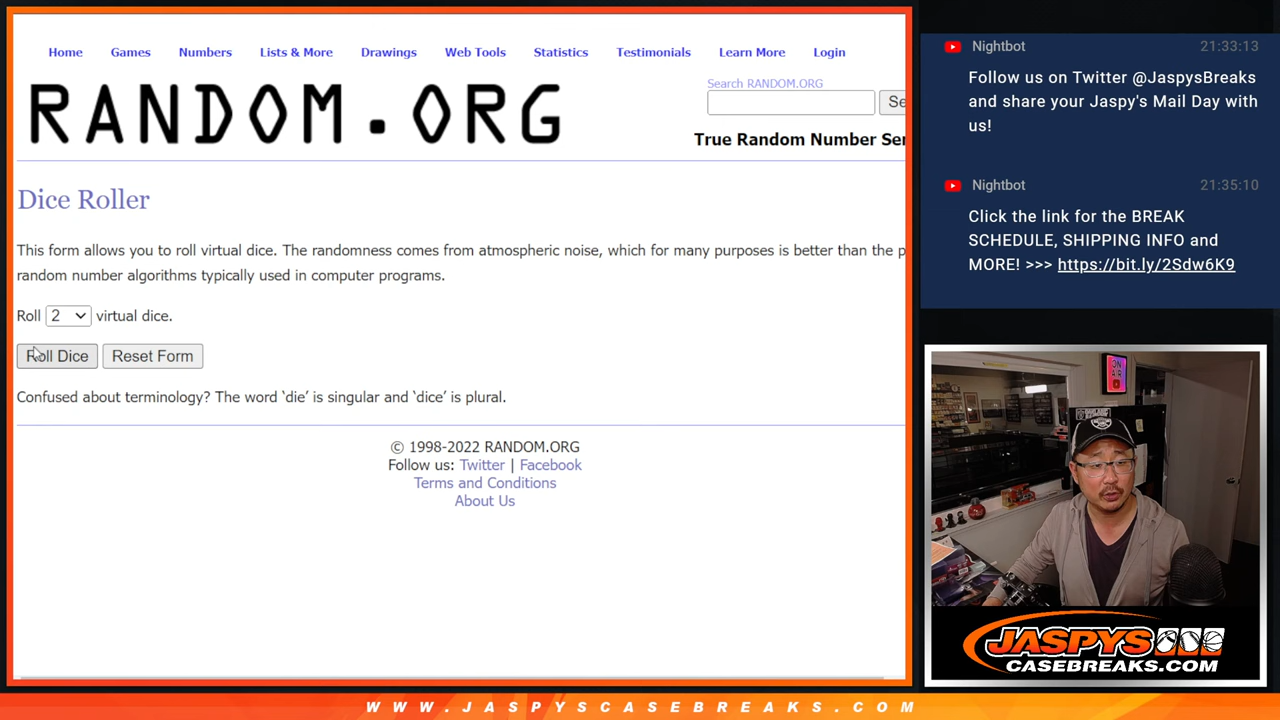 Home Games Numbers Lists & More Drawings Web Tools Statistics Testimonials Learn More Login
RANDOM.ORG
Search RANDOM.ORG
Se
True Random Number Ser
Dice Roller
This form allows you to roll virtual dice. The randomness comes from atmospheric noise, which for many purposes is better than the p
random number algorithms typically used in computer programs.
Roll 2 virtual dice.
Roll Dice Reset Form
Confused about terminology? The word ‘die’ is singular and ‘dice’ is plural.
© 1998-2022 RANDOM.ORG
Follow us: Twitter | Facebook
Terms and Conditions
About Us
Nightbot 21:33:13
Follow us on Twitter @JaspysBreaks
and share your Jaspy's Mail Day with
us!
Nightbot 21:35:10
Click the link for the BREAK
SCHEDULE, SHIPPING INFO and
MORE! >>> https://bit.ly/2Sdw6K9
ON
AIR
JASPYS
CASEBREAKS.COM
WWW.JASPYSCASEBREAKS.COM